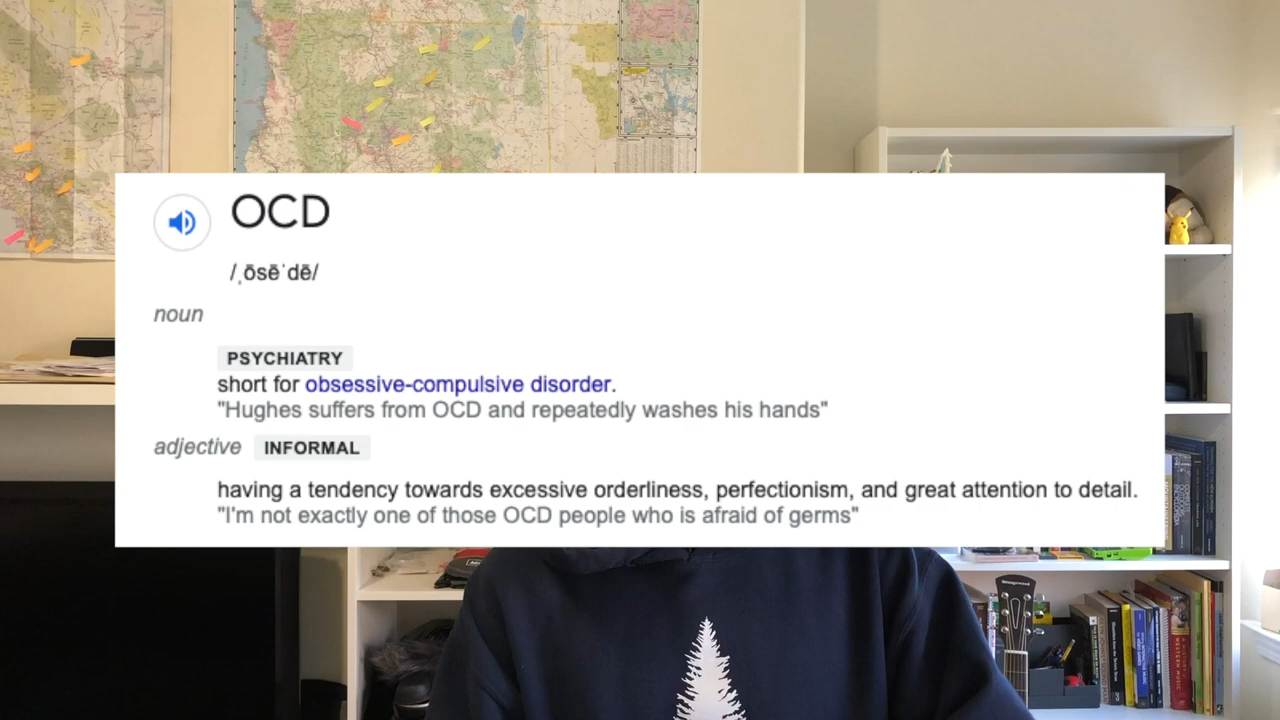 OCD
/ˌōsēˈdē/
noun
PSYCHIATRY
short for obsessive-compulsive disorder.
"Hughes suffers from OCD and repeatedly washes his hands"
adjective INFORMAL
having a tendency towards excessive orderliness, perfectionism, and great attention to detail.
"I'm not exactly one of those OCD people who is afraid of germs"